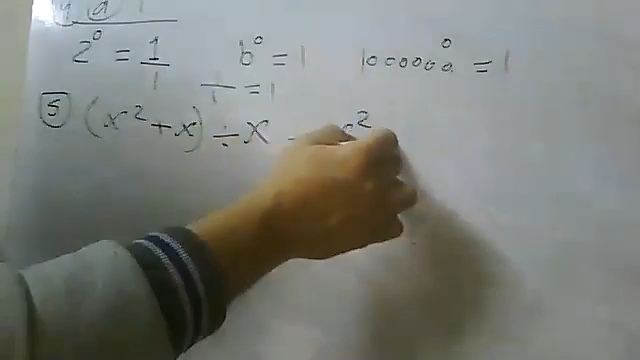 2⁰ = 1/1   b⁰ = 1   1000000⁰ = 1
1/1 = 1
5 (x² + x) ÷ x